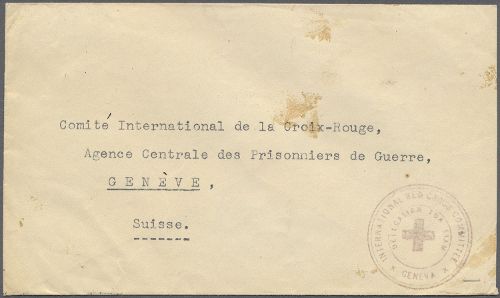 Comité International de la Croix-Rouge,
Agence Centrale des Prisonniers de Guerre,
GENÈVE,
Suisse.
INTERNATIONAL RED CROSS COMMITTEE
GENEVA